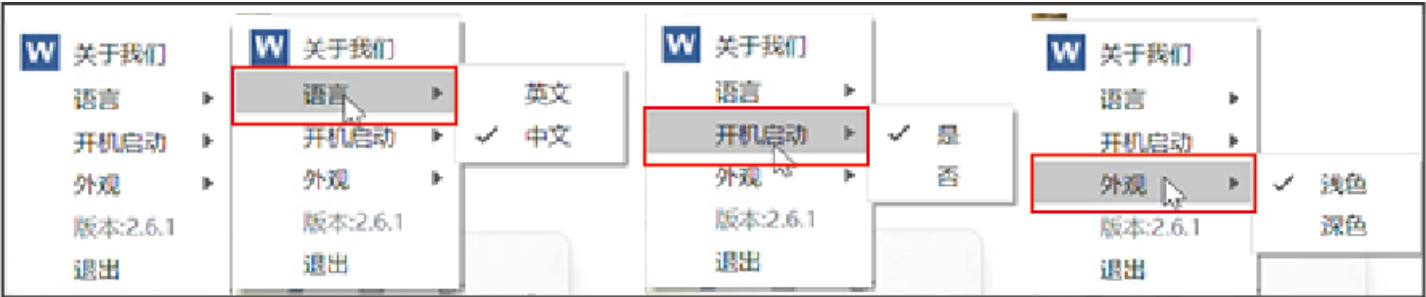 W 关于我们
语言
开机启动
外观
版本:2.6.1
退出
W 关于我们
语言
英文
开机启动
中文
外观
版本:2.6.1
退出
W 关于我们
语言
开机启动
是
外观
否
版本:2.6.1
退出
W 关于我们
语言
开机启动
外观
浅色
版本:2.6.1
深色
退出